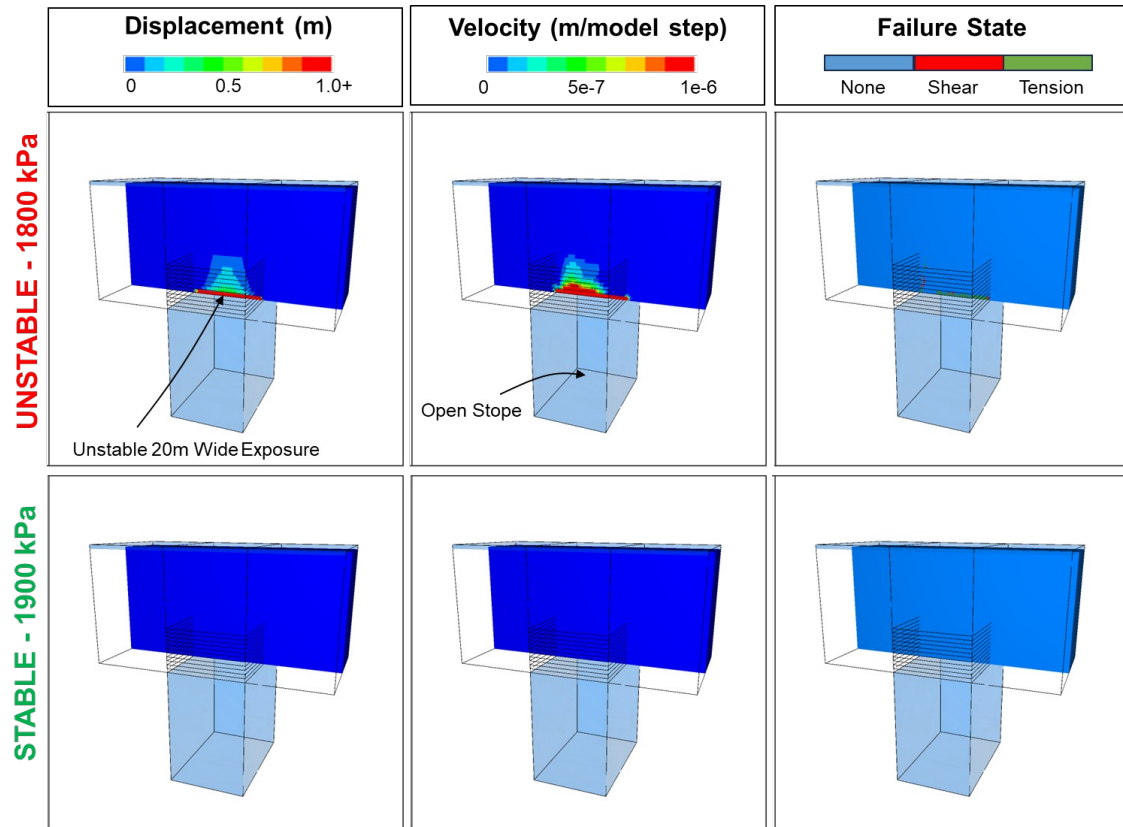 Displacement (m)
0 0.5 1.0+
Velocity (m/model step)
0 5e-7 1e-6
Failure State
None Shear Tension
UNSTABLE - 1800 kPa
Unstable 20m Wide Exposure
Open Stope
STABLE - 1900 kPa